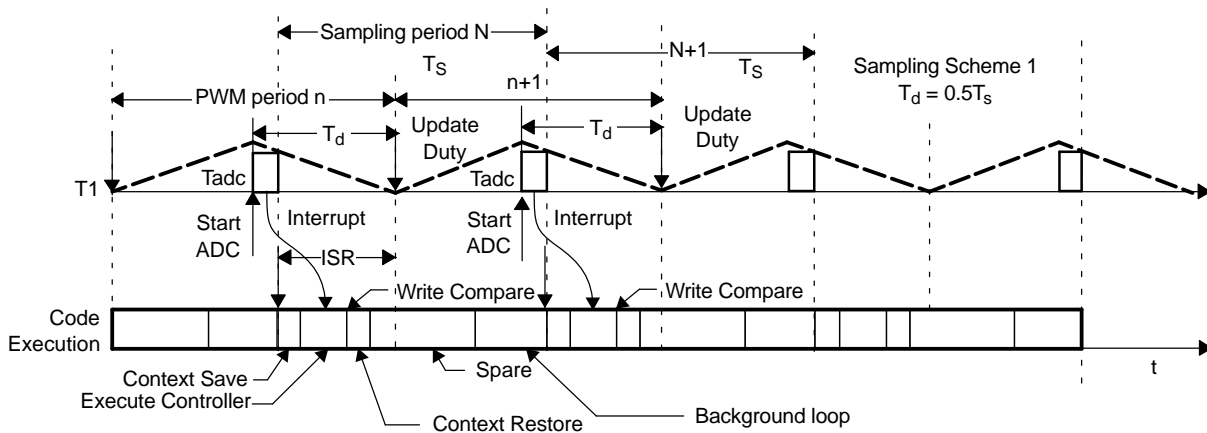 Sampling period N
T_S
N+1
T_S
Sampling Scheme 1
T_d = 0.5T_s
PWM period n
n+1
T_d
Update
Duty
T_d
Update
Duty
T1
Tadc
Tadc
Start
ADC
Interrupt
Start
ADC
Interrupt
ISR
Write Compare
Write Compare
Code
Execution
t
Context Save
Execute Controller
Spare
Context Restore
Background loop